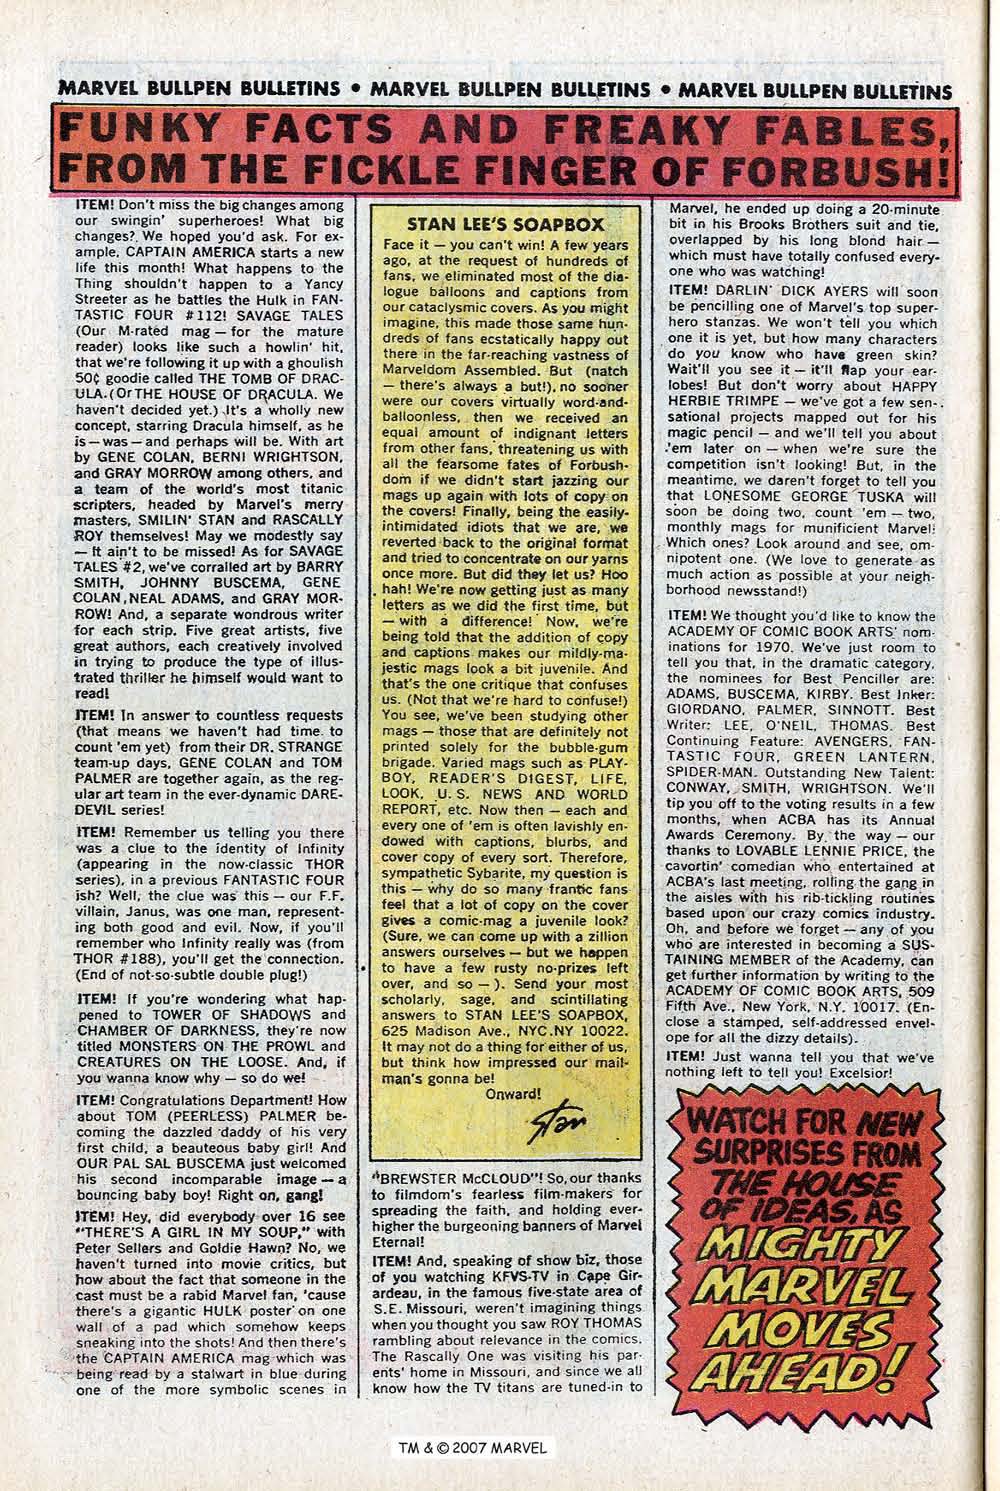 MARVEL BULLPEN BULLETINS • MARVEL BULLPEN BULLETINS • MARVEL BULLPEN BULLETINS
FUNKY FACTS AND FREAKY FABLES,
FROM THE FICKLE FINGER OF FORBUSH!
ITEM! Don't miss the big changes among
our swingin' superheroes! What big
changes? We hoped you'd ask. For ex-
ample, CAPTAIN AMERICA starts a new
life this month! What happens to the
Thing shouldn't happen to a Yancy
Streeter as he battles the Hulk in FAN-
TASTIC FOUR #112! SAVAGE TALES
(Our M-rated mag — for the mature
reader) looks like such a howlin' hit,
that we're following it up with a ghoulish
50¢ goodie called THE TOMB OF DRAC-
ULA. (Or THE HOUSE OF DRACULA. We
haven't decided yet.) It's a wholly new
concept, starring Dracula himself, as he
is — was — and perhaps will be. With art
by GENE COLAN, BERNI WRIGHTSON,
and GRAY MORROW among others, and
a team of the world's most titanic
scripters, headed by Marvel's merry
masters, SMILIN' STAN and RASCALLY
ROY themselves! May we modestly say
— It ain't to be missed! As for SAVAGE
TALES #2, we've corralled art by BARRY
SMITH, JOHNNY BUSCEMA, GENE
COLAN, NEAL ADAMS, and GRAY MOR-
ROW! And, a separate wondrous writer
for each strip. Five great artists, five
great authors, each creatively involved
in trying to produce the type of illus-
trated thriller he himself would want to
read!
ITEM! In answer to countless requests
(that means we haven't had time to
count 'em yet) from their DR. STRANGE
team-up days, GENE COLAN and TOM
PALMER are together again, as the reg-
ular art team in the ever-dynamic DARE-
DEVIL series!
ITEM! Remember us telling you there
was a clue to the identity of Infinity
(appearing in the now-classic THOR
series), in a previous FANTASTIC FOUR
ish? Well, the clue was this — our F.F.
villain, Janus, was one man, represent-
ing both good and evil. Now, if you'll
remember who Infinity really was (from
THOR #188), you'll get the connection.
(End of not-so-subtle double plug!)
ITEM! If you're wondering what hap-
pened to TOWER OF SHADOWS and
CHAMBER OF DARKNESS, they're now
titled MONSTERS ON THE PROWL and
CREATURES ON THE LOOSE. And, if
you wanna know why — so do we!
ITEM! Congratulations Department! How
about TOM (PEERLESS) PALMER be-
coming the dazzled daddy of his very
first child, a beauteous baby girl! And
OUR PAL SAL BUSCEMA just welcomed
his second incomparable image — a
bouncing baby boy! Right on, gang!
ITEM! Hey, did everybody over 16 see
"THERE'S A GIRL IN MY SOUP," with
Peter Sellers and Goldie Hawn? No, we
haven't turned into movie critics, but
how about the fact that someone in the
cast must be a rabid Marvel fan, 'cause
there's a gigantic HULK poster on one
wall of a pad which somehow keeps
sneaking into the shots! And then there's
the CAPTAIN AMERICA mag which was
being read by a stalwart in blue during
one of the more symbolic scenes in
STAN LEE'S SOAPBOX
Face it — you can't win! A few years
ago, at the request of hundreds of
fans, we eliminated most of the dia-
logue balloons and captions from
our cataclysmic covers. As you might
imagine, this made those same hun-
dreds of fans ecstatically happy out
there in the far-reaching vastness of
Marveldom Assembled. But (natch
— there's always a but!), no sooner
were our covers virtually word-and-
balloonless, then we received an
equal amount of indignant letters
from other fans, threatening us with
all the fearsome fates of Forbush-
dom if we didn't start jazzing our
mags up again with lots of copy on
the covers! Finally, being the easily-
intimidated idiots that we are, we
reverted back to the original format
and tried to concentrate on our yarns
once more. But did they let us? Hoo
hah! We're now getting just as many
letters as we did the first time, but
— with a difference! Now, we're
being told that the addition of copy
and captions makes our mildly-ma-
jestic mags look a bit juvenile. And
that's the one critique that confuses
us. (Not that we're hard to confuse!)
You see, we've been studying other
mags — those that are definitely not
printed solely for the bubble-gum
brigade. Varied mags such as PLAY-
BOY, READER'S DIGEST, LIFE,
LOOK, U.S. NEWS AND WORLD
REPORT, etc. Now then — each and
every one of 'em is often lavishly en-
dowed with captions, blurbs, and
cover copy of every sort. Therefore,
sympathetic Sybarite, my question is
this — why do so many frantic fans
feel that a lot of copy on the cover
gives a comic-mag a juvenile look?
(Sure, we can come up with a zillion
answers ourselves — but we happen
to have a few rusty no-prizes left
over, and so — ). Send your most
scholarly, sage, and scintillating
answers to STAN LEE'S SOAPBOX,
625 Madison Ave., NYC.NY 10022.
It may not do a thing for either of us,
but think how impressed our mail-
man's gonna be!
Onward!
Stan
"BREWSTER McCLOUD"! So, our thanks
to filmdom's fearless film-makers for
spreading the faith, and holding ever-
higher the burgeoning banners of Marvel
Eternal!
ITEM! And, speaking of show biz, those
of you watching KFVS-TV in Cape Gir-
ardeau, in the famous five-state area of
S.E. Missouri, weren't imagining things
when you thought you saw ROY THOMAS
rambling about relevance in the comics.
The Rascally One was visiting his par-
ents' home in Missouri, and since we all
know how the TV titans are tuned-in to
Marvel, he ended up doing a 20-minute
bit in his Brooks Brothers suit and tie,
overlapped by his long blond hair —
which must have totally confused every-
one who was watching!
ITEM! DARLIN' DICK AYERS will soon
be pencilling one of Marvel's top super-
hero stanzas. We won't tell you which
one it is yet, but how many characters
do you know who have green skin?
Wait'll you see it — it'll flap your ear-
lobes! But don't worry about HAPPY
HERBIE TRIMPE — we've got a few sen-
sational projects mapped out for his
magic pencil — and we'll tell you about
'em later on — when we're sure the
competition isn't looking! But, in the
meantime, we daren't forget to tell you
that LONESOME GEORGE TUSKA will
soon be doing two, count 'em — two,
monthly mags for munificient Marvel!
Which ones? Look around and see, om-
nipotent one. (We love to generate as
much action as possible at your neigh-
borhood newsstand!)
ITEM! We thought you'd like to know the
ACADEMY OF COMIC BOOK ARTS' nom-
inations for 1970. We've just room to
tell you that, in the dramatic category,
the nominees for Best Penciller are:
ADAMS, BUSCEMA, KIRBY. Best Inker:
GIORDANO, PALMER, SINNOTT. Best
Writer: LEE, O'NEIL, THOMAS. Best
Continuing Feature: AVENGERS, FAN-
TASTIC FOUR, GREEN LANTERN,
SPIDER-MAN. Outstanding New Talent:
CONWAY, SMITH, WRIGHTSON. We'll
tip you off to the voting results in a few
months, when ACBA has its Annual
Awards Ceremony. By the way — our
thanks to LOVABLE LENNIE PRICE, the
cavortin' comedian who entertained at
ACBA's last meeting, rolling the gang in
the aisles with his rib-tickling routines
based upon our crazy comics industry.
Oh, and before we forget — any of you
who are interested in becoming a SUS-
TAINING MEMBER of the Academy, can
get further information by writing to the
ACADEMY OF COMIC BOOK ARTS, 509
Fifth Ave., New York, N.Y. 10017. (En-
close a stamped, self-addressed envel-
ope for all the dizzy details).
ITEM! Just wanna tell you that we've
nothing left to tell you! Excelsior!
WATCH FOR NEW
SURPRISES FROM
THE HOUSE
OF IDEAS, AS
MIGHTY
MARVEL
MOVES
AHEAD!
TM & © 2007 MARVEL